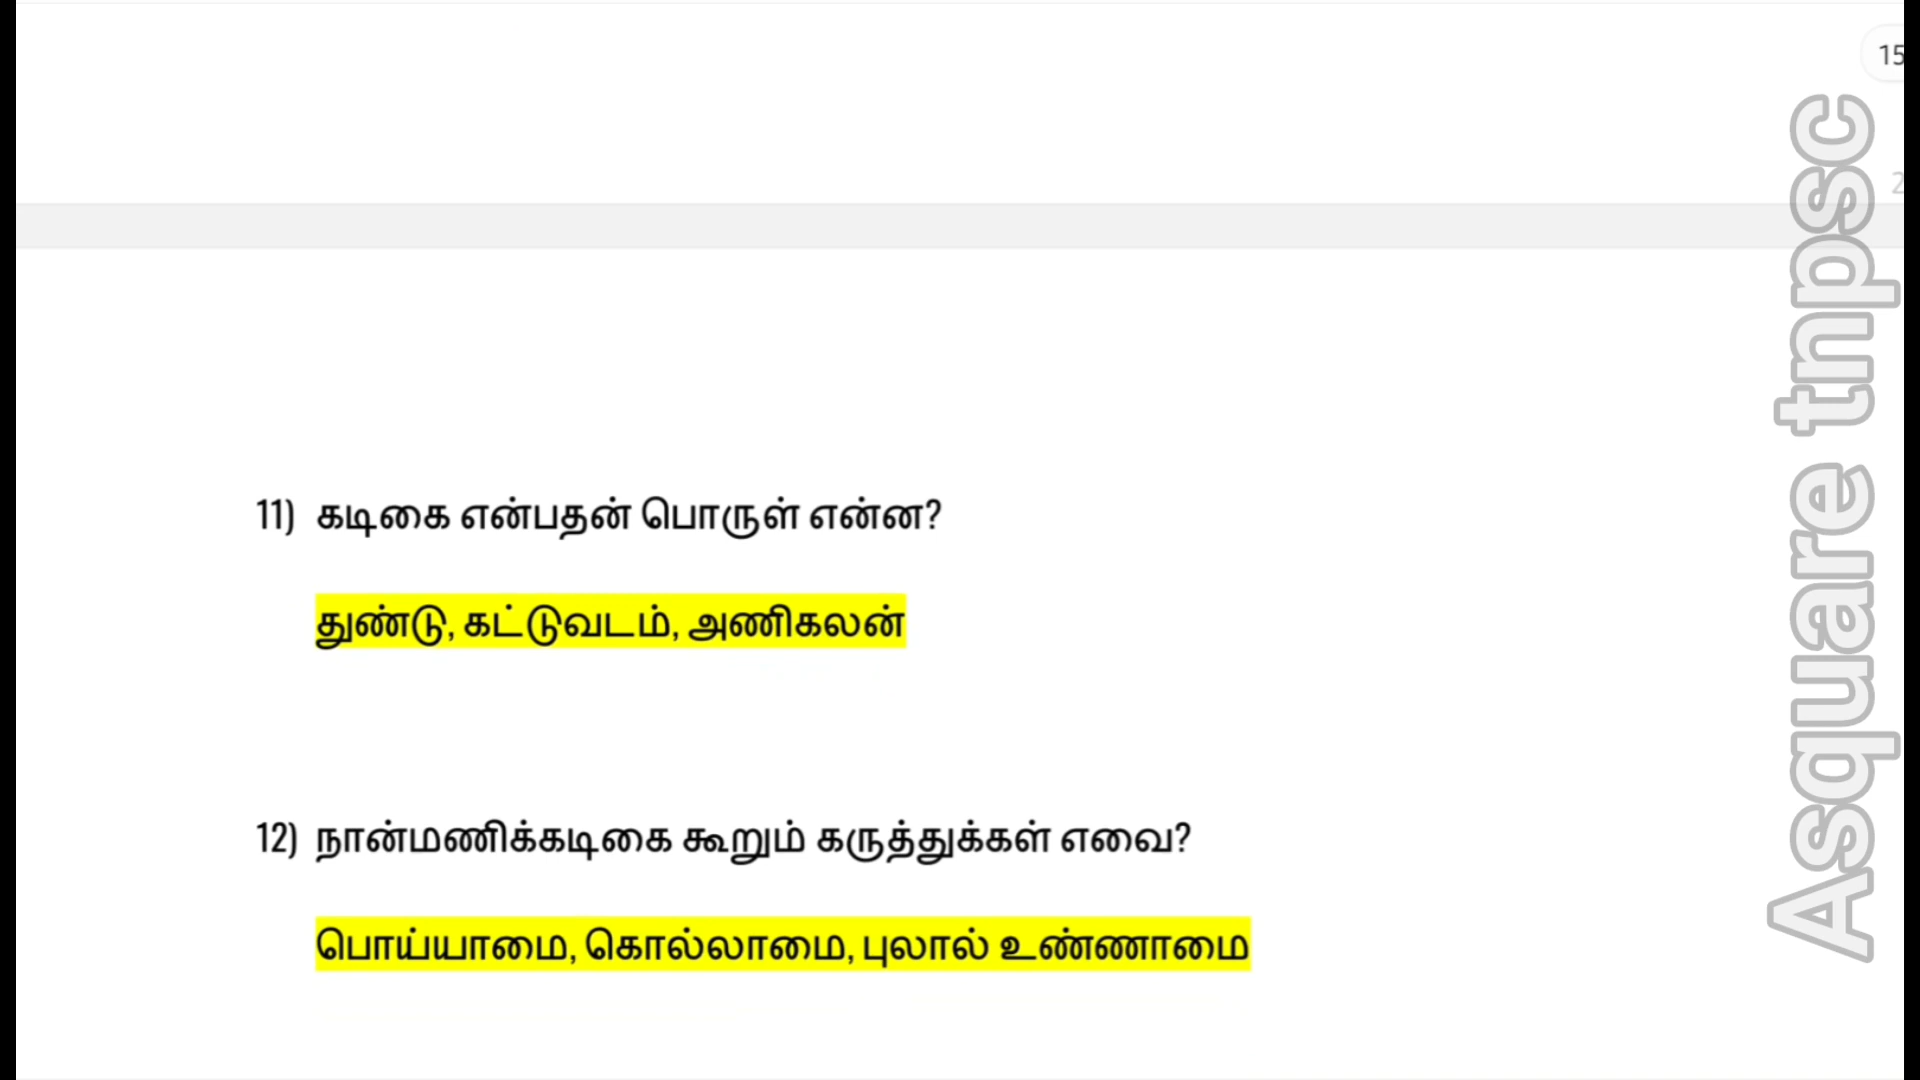 15
2
11) கடிகை என்பதன் பொருள் என்ன?
துண்டு, கட்டுவடம், அணிகலன்
12) நான்மணிக்கடிகை கூறும் கருத்துக்கள் எவை?
பொய்யாமை, கொல்லாமை, புலால் உண்ணாமை
Asquare tnpsc